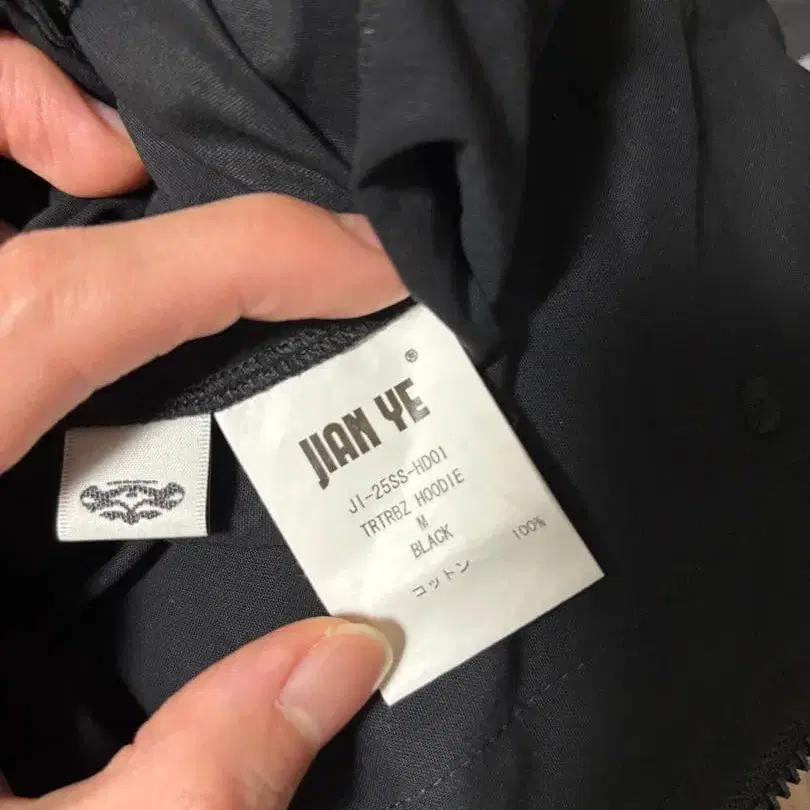 ®
JIAN YE
JI-25SS-HD01
TRTRBZ HOODIE
M
BLACK
コットン 100%